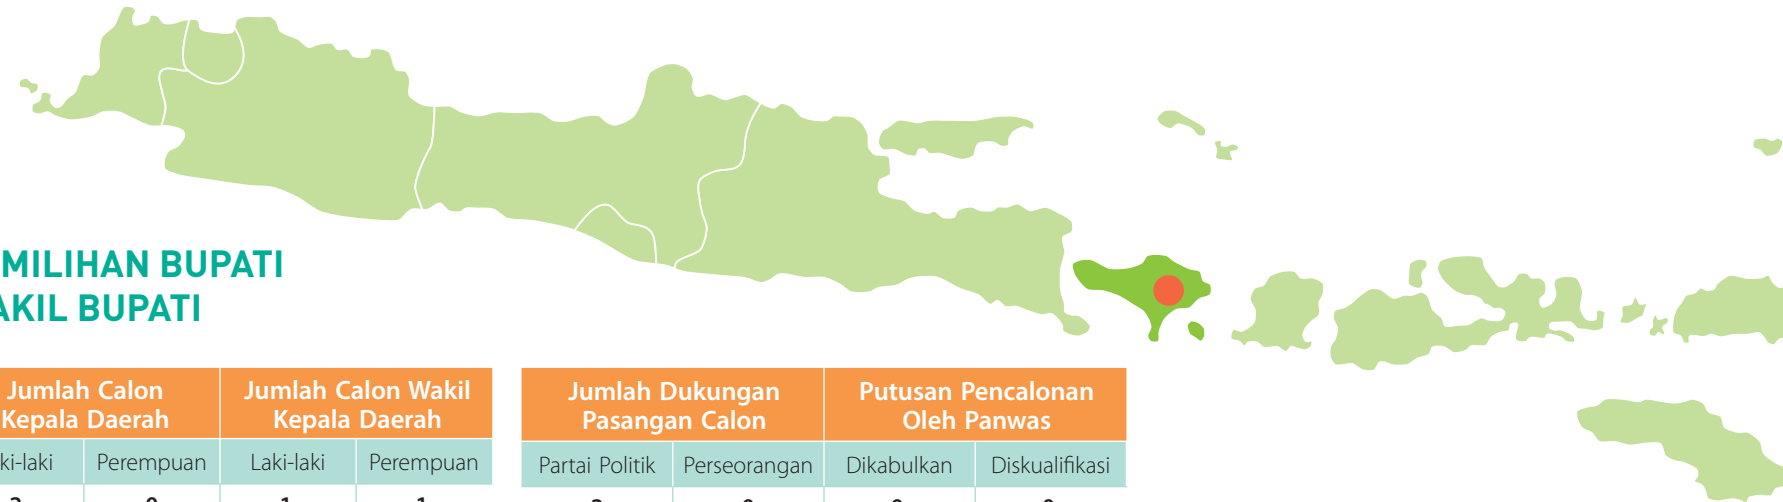 MILIHAN BUPATI
AKIL BUPATI
Jumlah Calon
Kepala Daerah
Jumlah Calon Wakil
Kepala Daerah
ki-laki Perempuan Laki-laki Perempuan
Jumlah Dukungan
Pasangan Calon
Putusan Pencalonan
Oleh Panwas
Partai Politik Perseorangan Dikabulkan Diskualifikasi